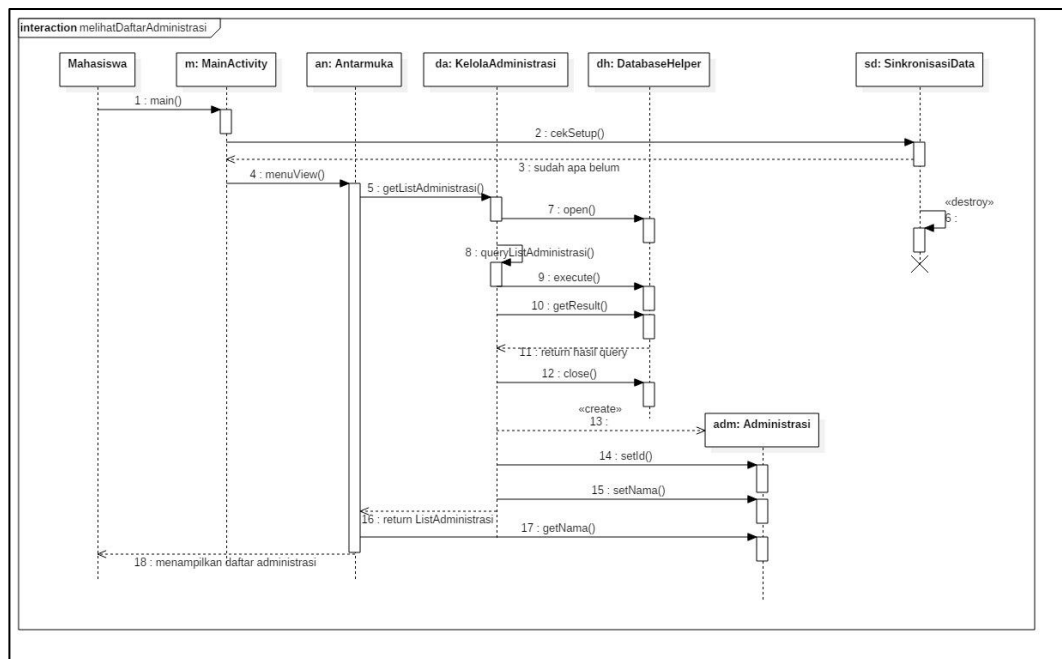 interaction melihatDaftarAdministrasi
Mahasiswa
m: MainActivity
an: Antarmuka
da: KelolaAdministrasi
dh: DatabaseHelper
sd: SinkronisasiData
1 : main()
2 : cekSetup()
3 : sudah apa belum
4 : menuView()
5 : getListAdministrasi()
«destroy»
6 :
7 : open()
8 : queryListAdministrasi()
9 : execute()
10 : getResult()
11 : return hasil query
12 : close()
«create»
13 :
adm: Administrasi
14 : setId()
15 : setNama()
16 : return ListAdministrasi
17 : getNama()
18 : menampilkan daftar administrasi